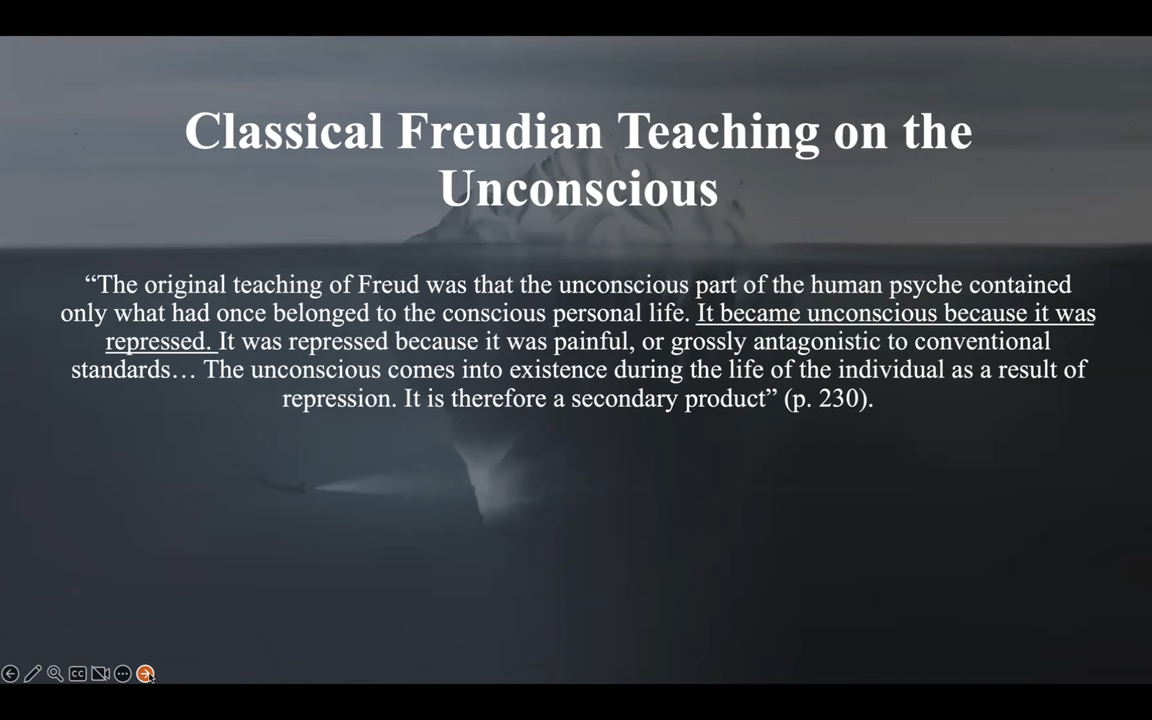 Classical Freudian Teaching on the
Unconscious
“The original teaching of Freud was that the unconscious part of the human psyche contained
only what had once belonged to the conscious personal life. It became unconscious because it was
repressed. It was repressed because it was painful, or grossly antagonistic to conventional
standards… The unconscious comes into existence during the life of the individual as a result of
repression. It is therefore a secondary product” (p. 230).
CC